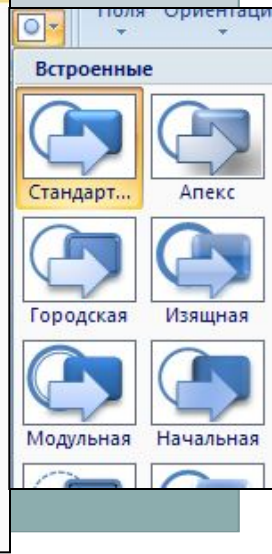 Поля Ориентаци
Встроенные
Стандарт... Апекс
Городская Изящная
Модульная Начальная